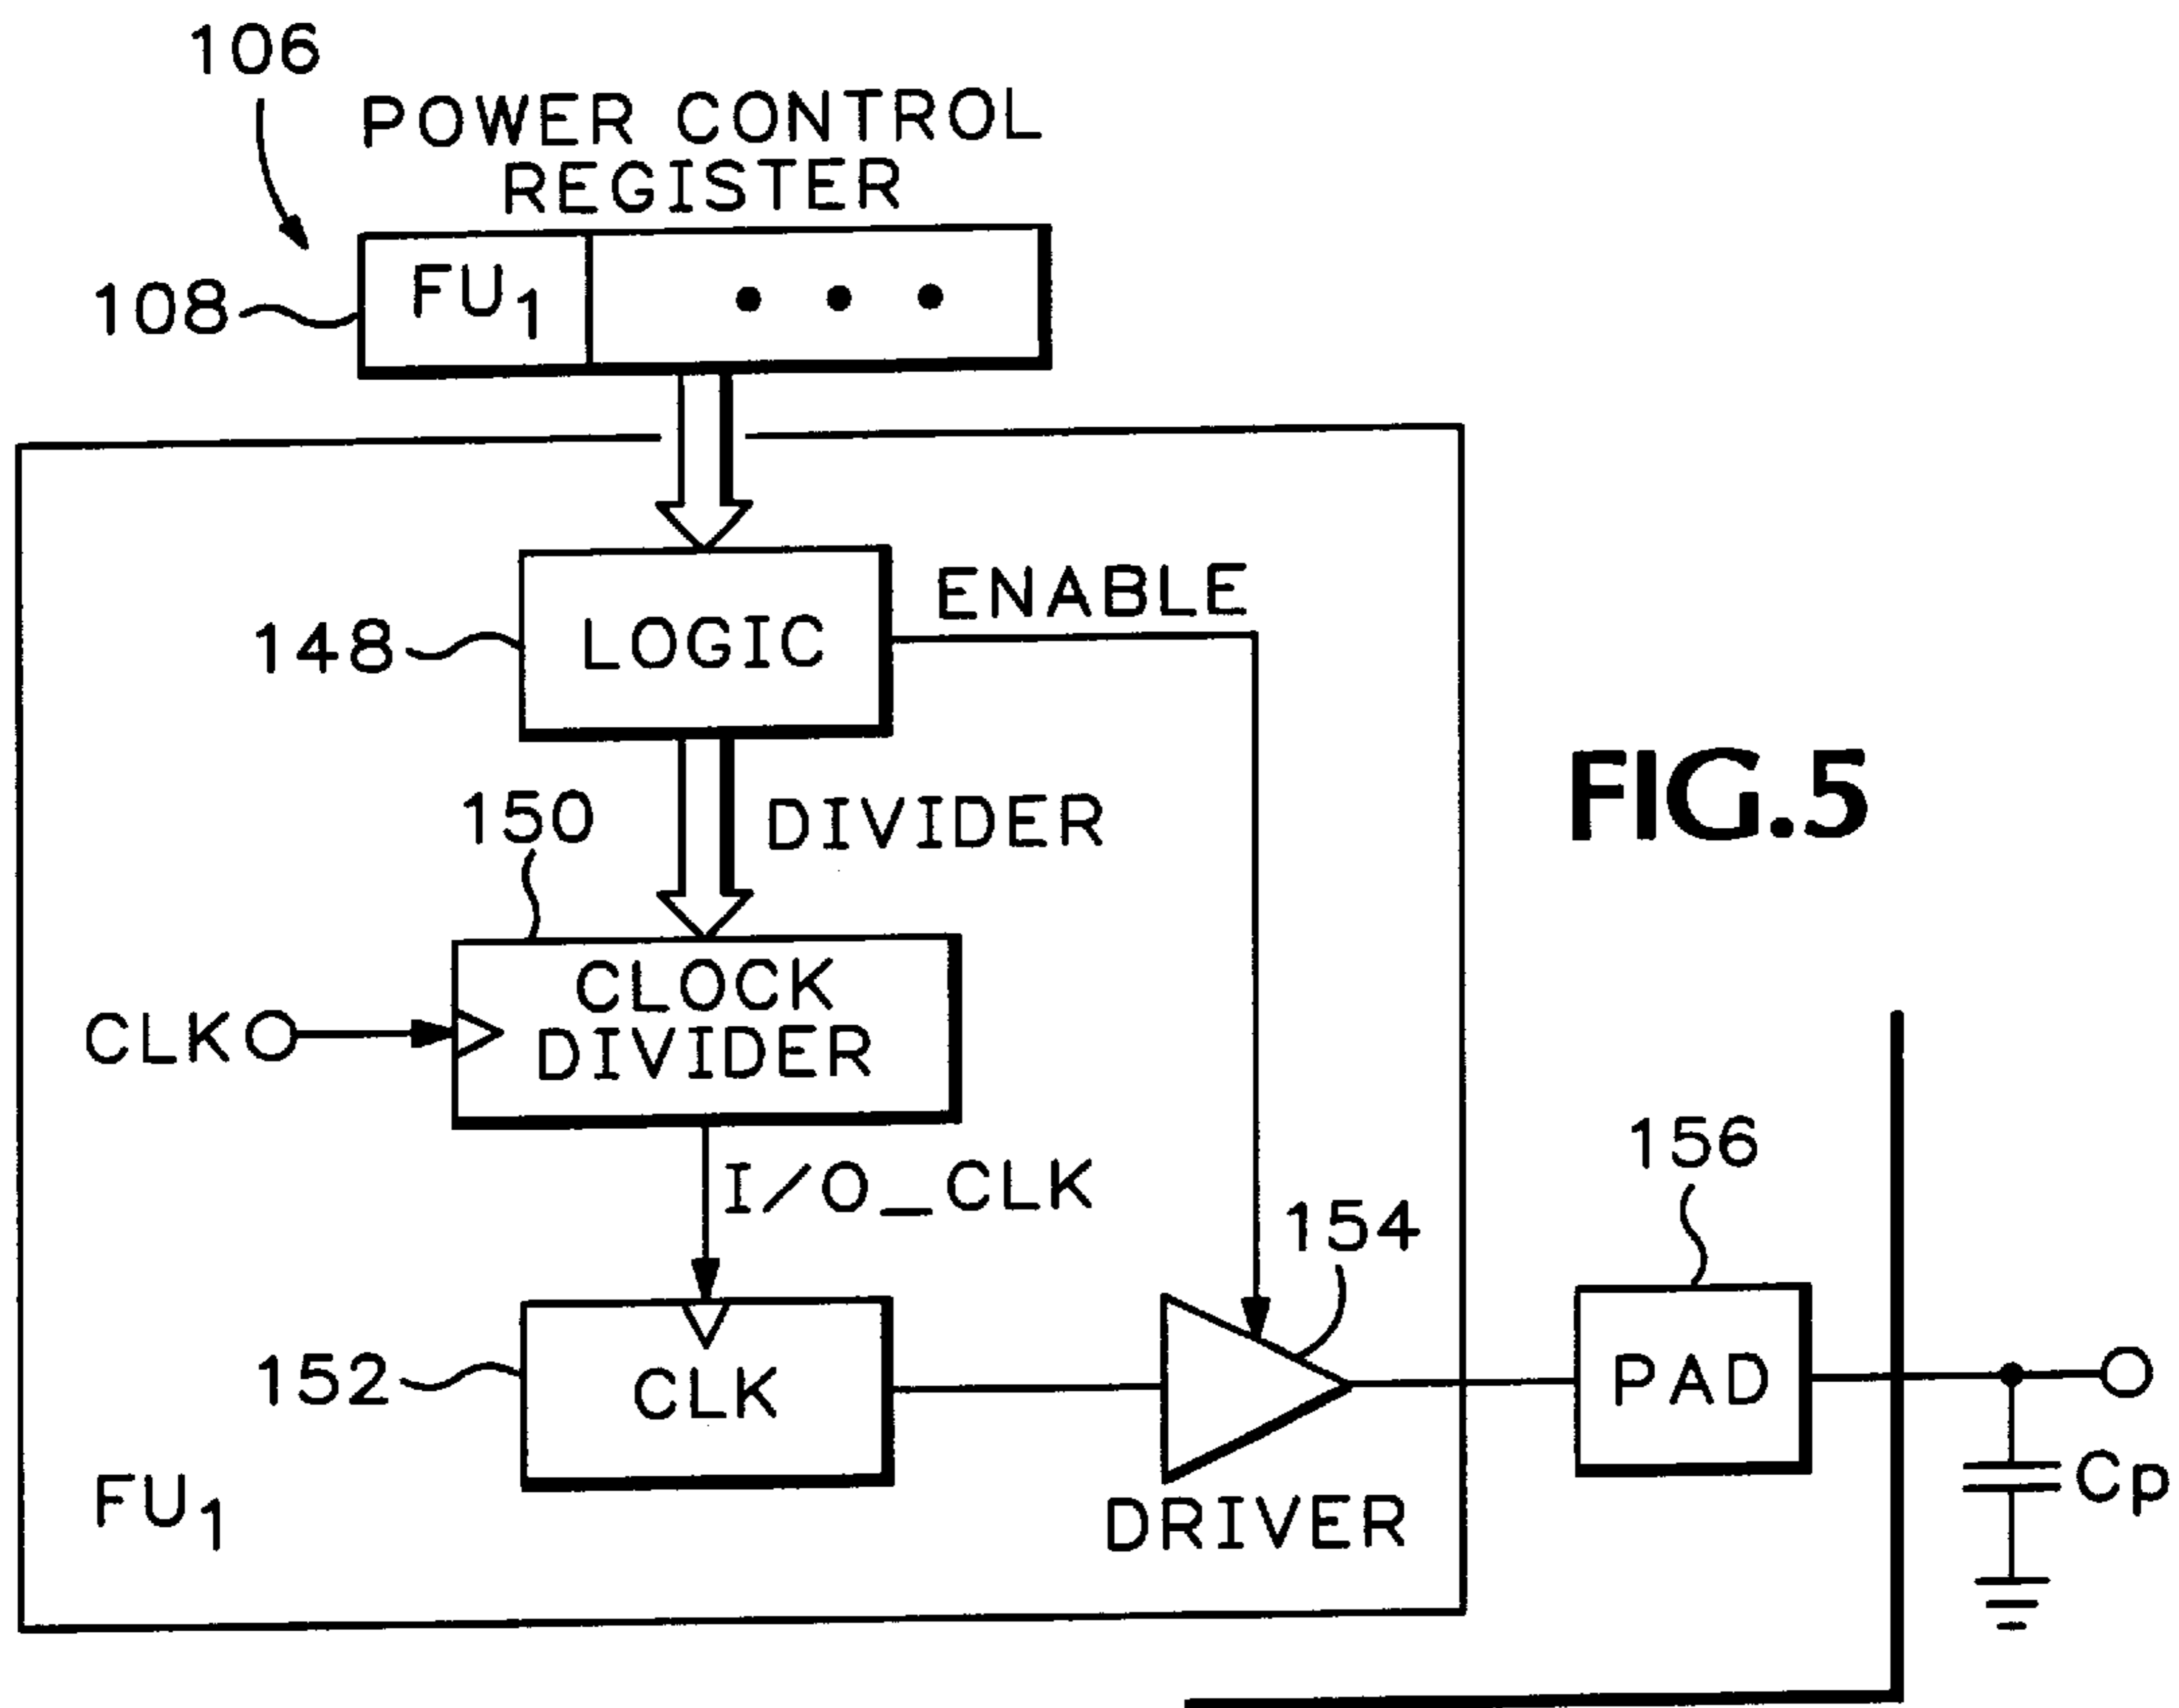 106
POWER CONTROL
REGISTER
108
FU1
148
LOGIC
ENABLE
150
DIVIDER
FIG.5
CLK
CLOCK
DIVIDER
I/O_CLK
156
154
152
CLK
PAD
Cp
FU1
DRIVER